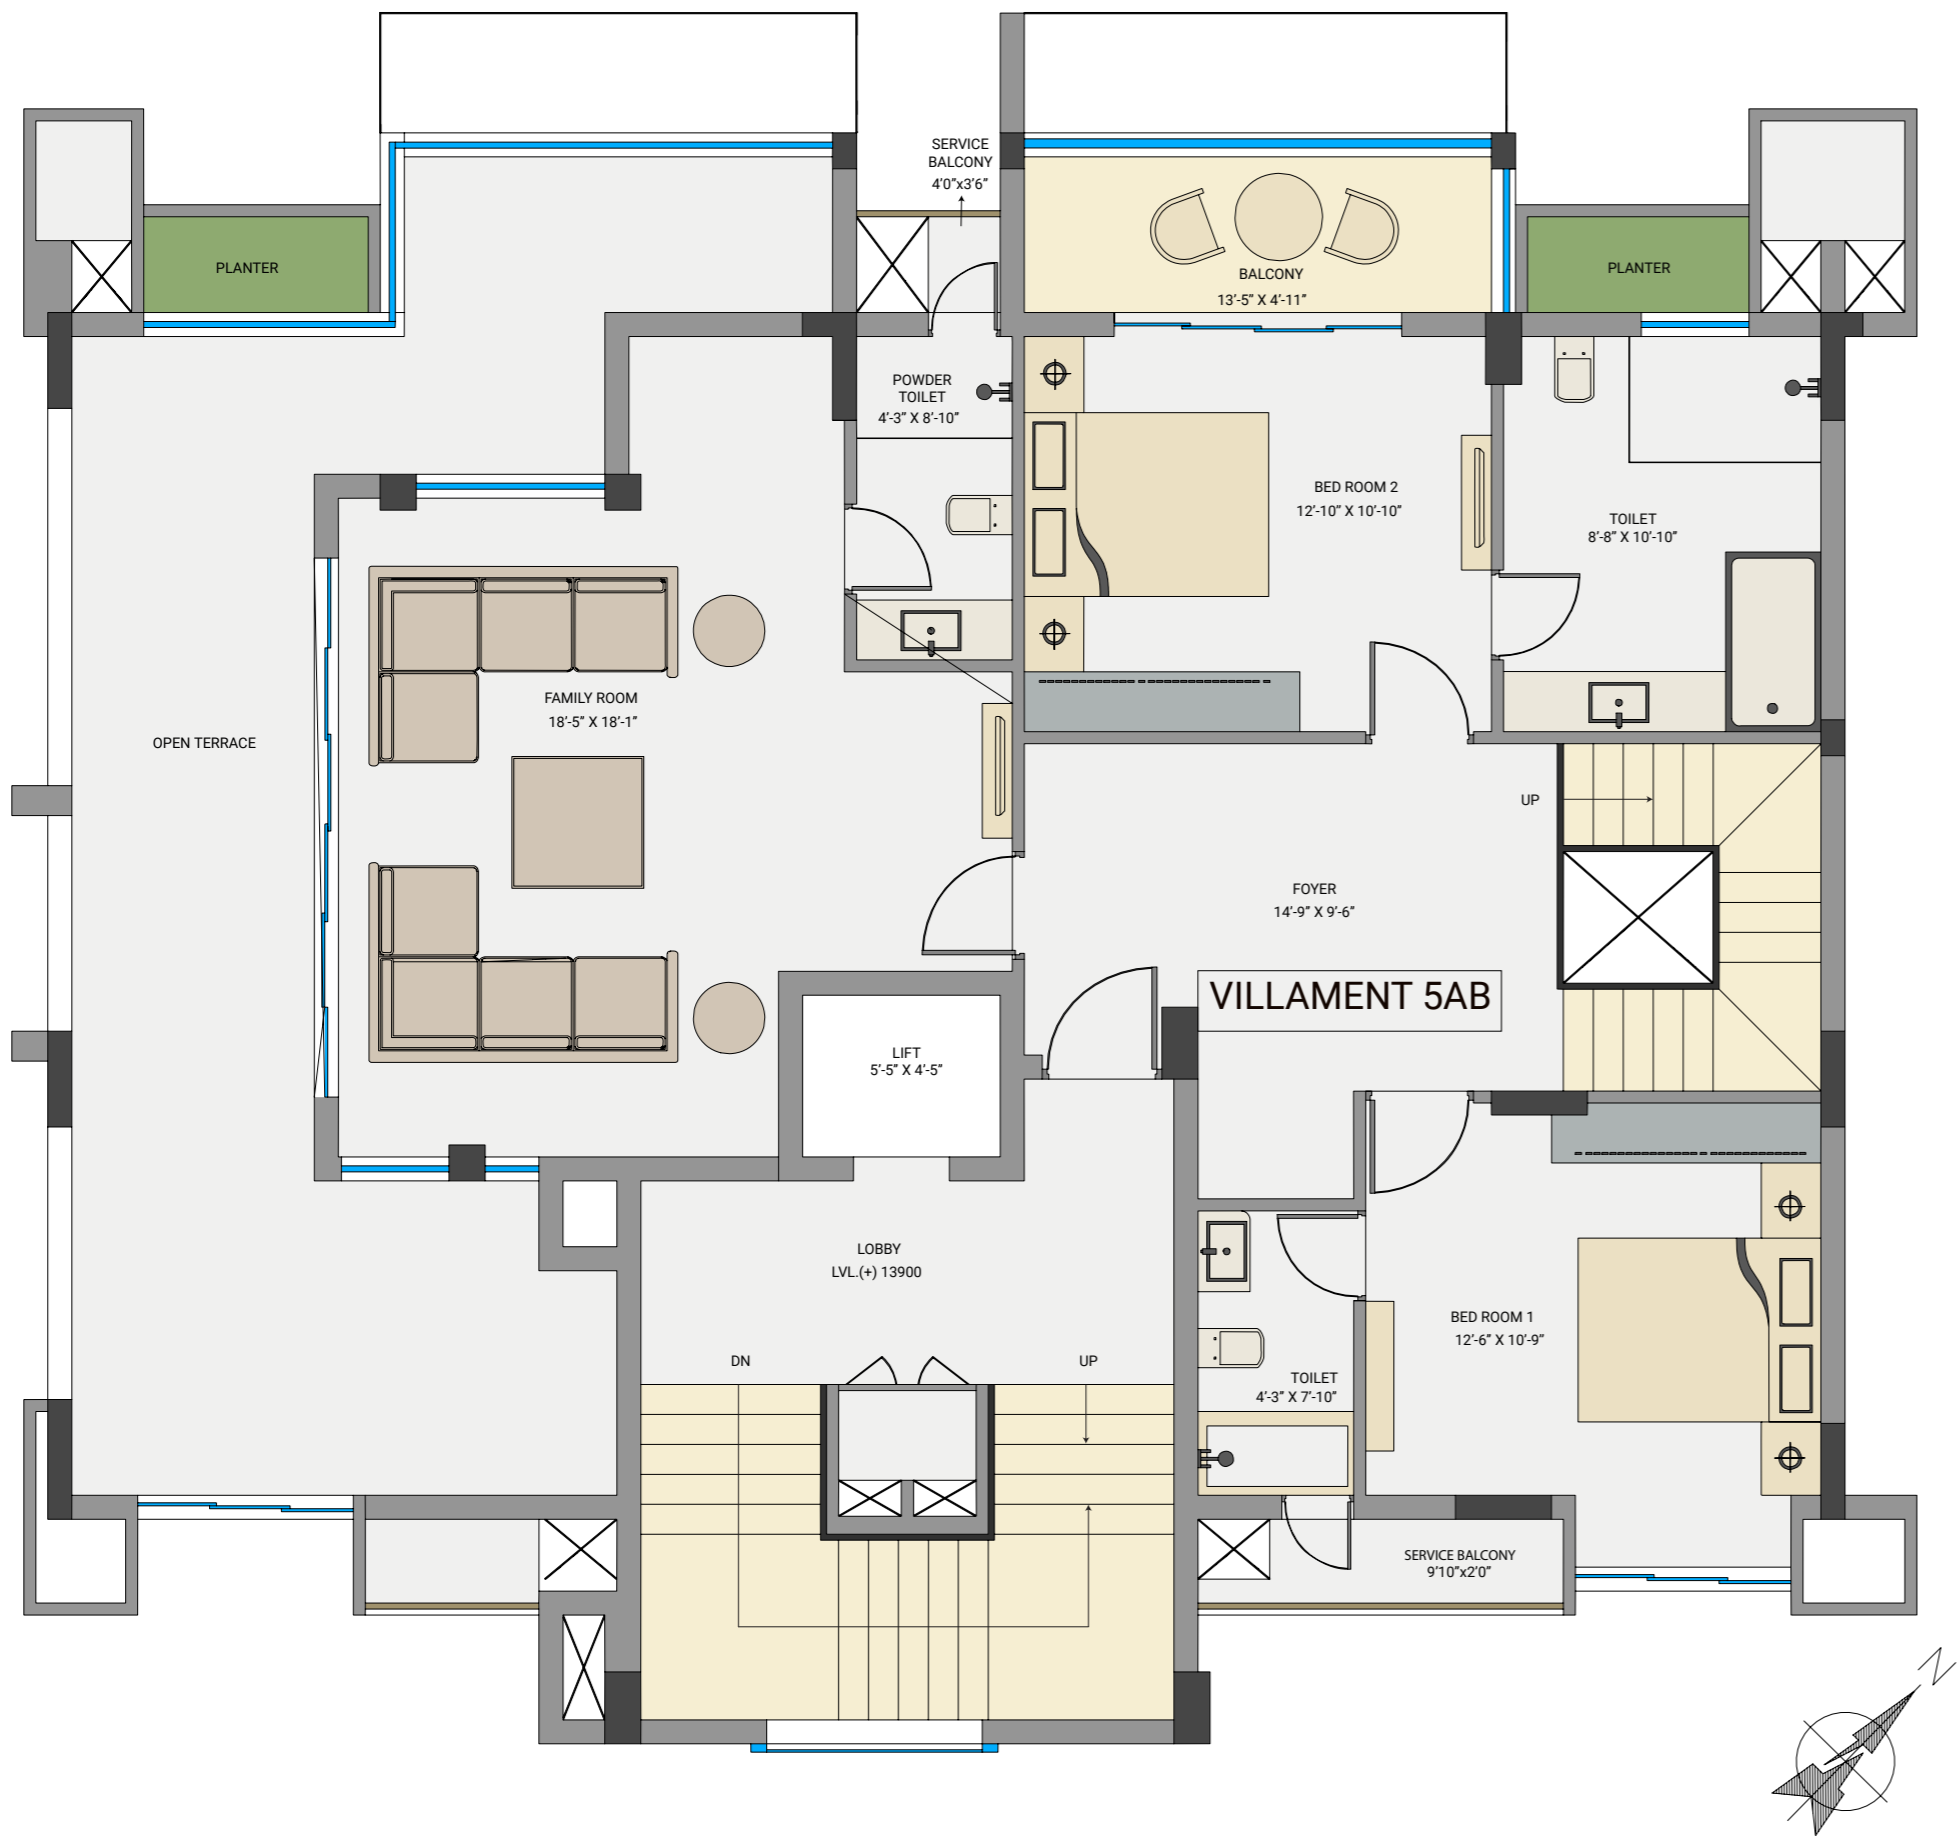 SERVICE
BALCONY
4'0"x3'6"
PLANTER
BALCONY
13'-5" X 4'-11"
PLANTER
POWDER
TOILET
4'-3" X 8'-10"
BED ROOM 2
12'-10" X 10'-10"
TOILET
8'-8" X 10'-10"
FAMILY ROOM
18'-5" X 18'-1"
OPEN TERRACE
UP
FOYER
14'-9" X 9'-6"
VILLAMENT 5AB
LIFT
5'-5" X 4'-5"
LOBBY
LVL.(+) 13900
BED ROOM 1
12'-6" X 10'-9"
DN
UP
TOILET
4'-3" X 7'-10"
SERVICE BALCONY
9'10"x2'0"
N